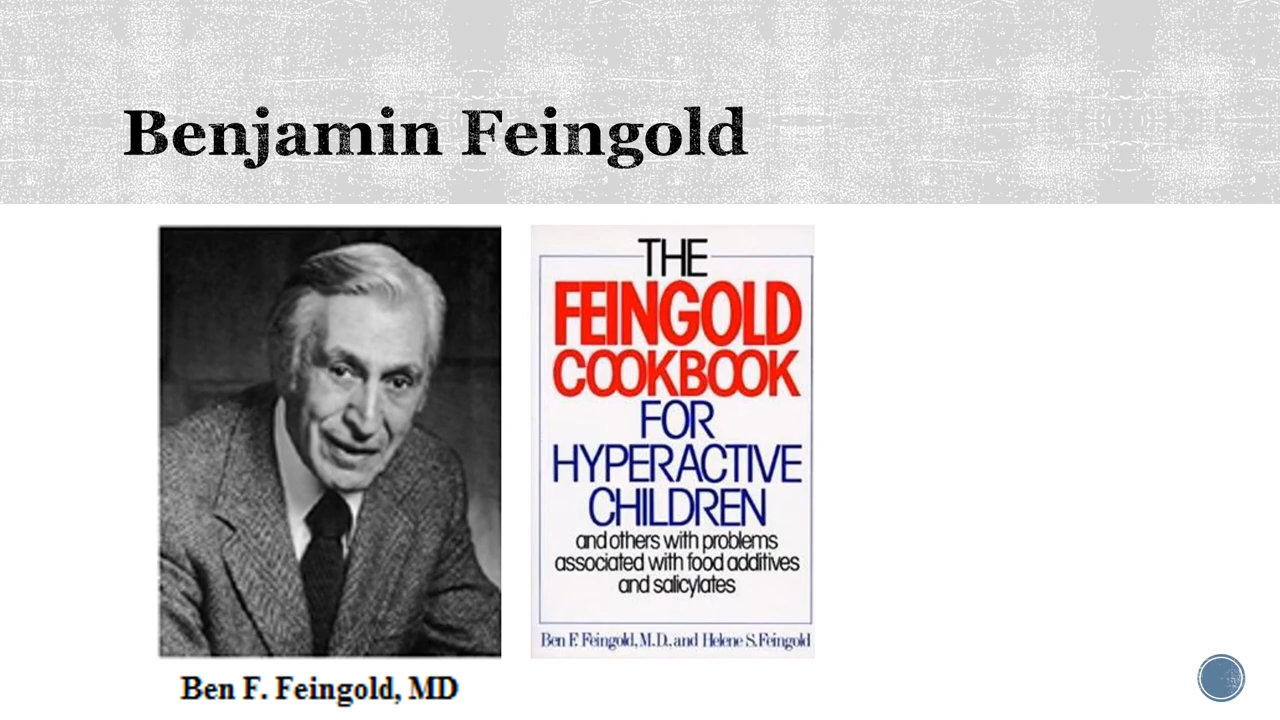 Benjamin Feingold
THE
FEINGOLD
COOKBOOK
FOR
HYPERACTIVE
CHILDREN
and others with problems
associated with food additives
and salicylates
Ben F. Feingold, M.D., and Helene S. Feingold
Ben F. Feingold, MD